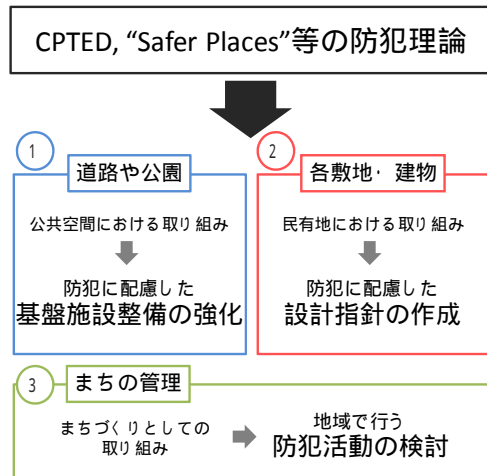 CPTED, “Safer Places”等の防犯理論
1
道路や公園
公共空間における取り組み
防犯に配慮した
基盤施設整備の強化
2
各敷地・建物
民有地における取り組み
防犯に配慮した
設計指針の作成
3
まちの管理
まちづくりとしての
取り組み
地域で行う
防犯活動の検討